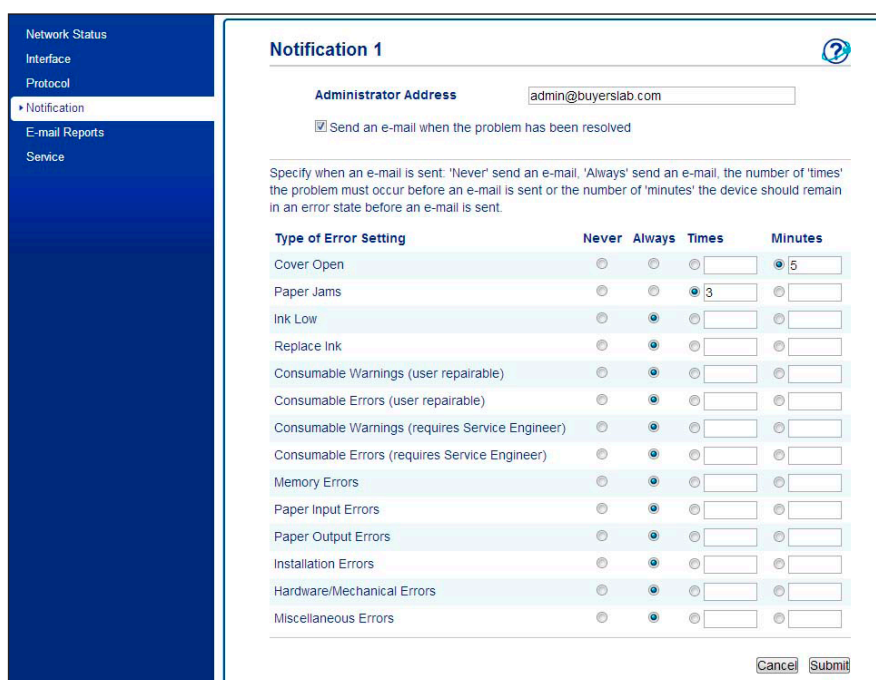 Network Status
Interface
Protocol
Notification
E-mail Reports
Service
Notification 1
Administrator Address admin@buyerslab.com
Send an e-mail when the problem has been resolved
Specify when an e-mail is sent: 'Never' send an e-mail, 'Always' send an e-mail, the number of 'times'
the problem must occur before an e-mail is sent or the number of 'minutes' the device should remain
in an error state before an e-mail is sent.
Type of Error Setting Never Always Times Minutes
Cover Open 5
Paper Jams 3
Ink Low
Replace Ink
Consumable Warnings (user repairable)
Consumable Errors (user repairable)
Consumable Warnings (requires Service Engineer)
Consumable Errors (requires Service Engineer)
Memory Errors
Paper Input Errors
Paper Output Errors
Installation Errors
Hardware/Mechanical Errors
Miscellaneous Errors
Cancel Submit